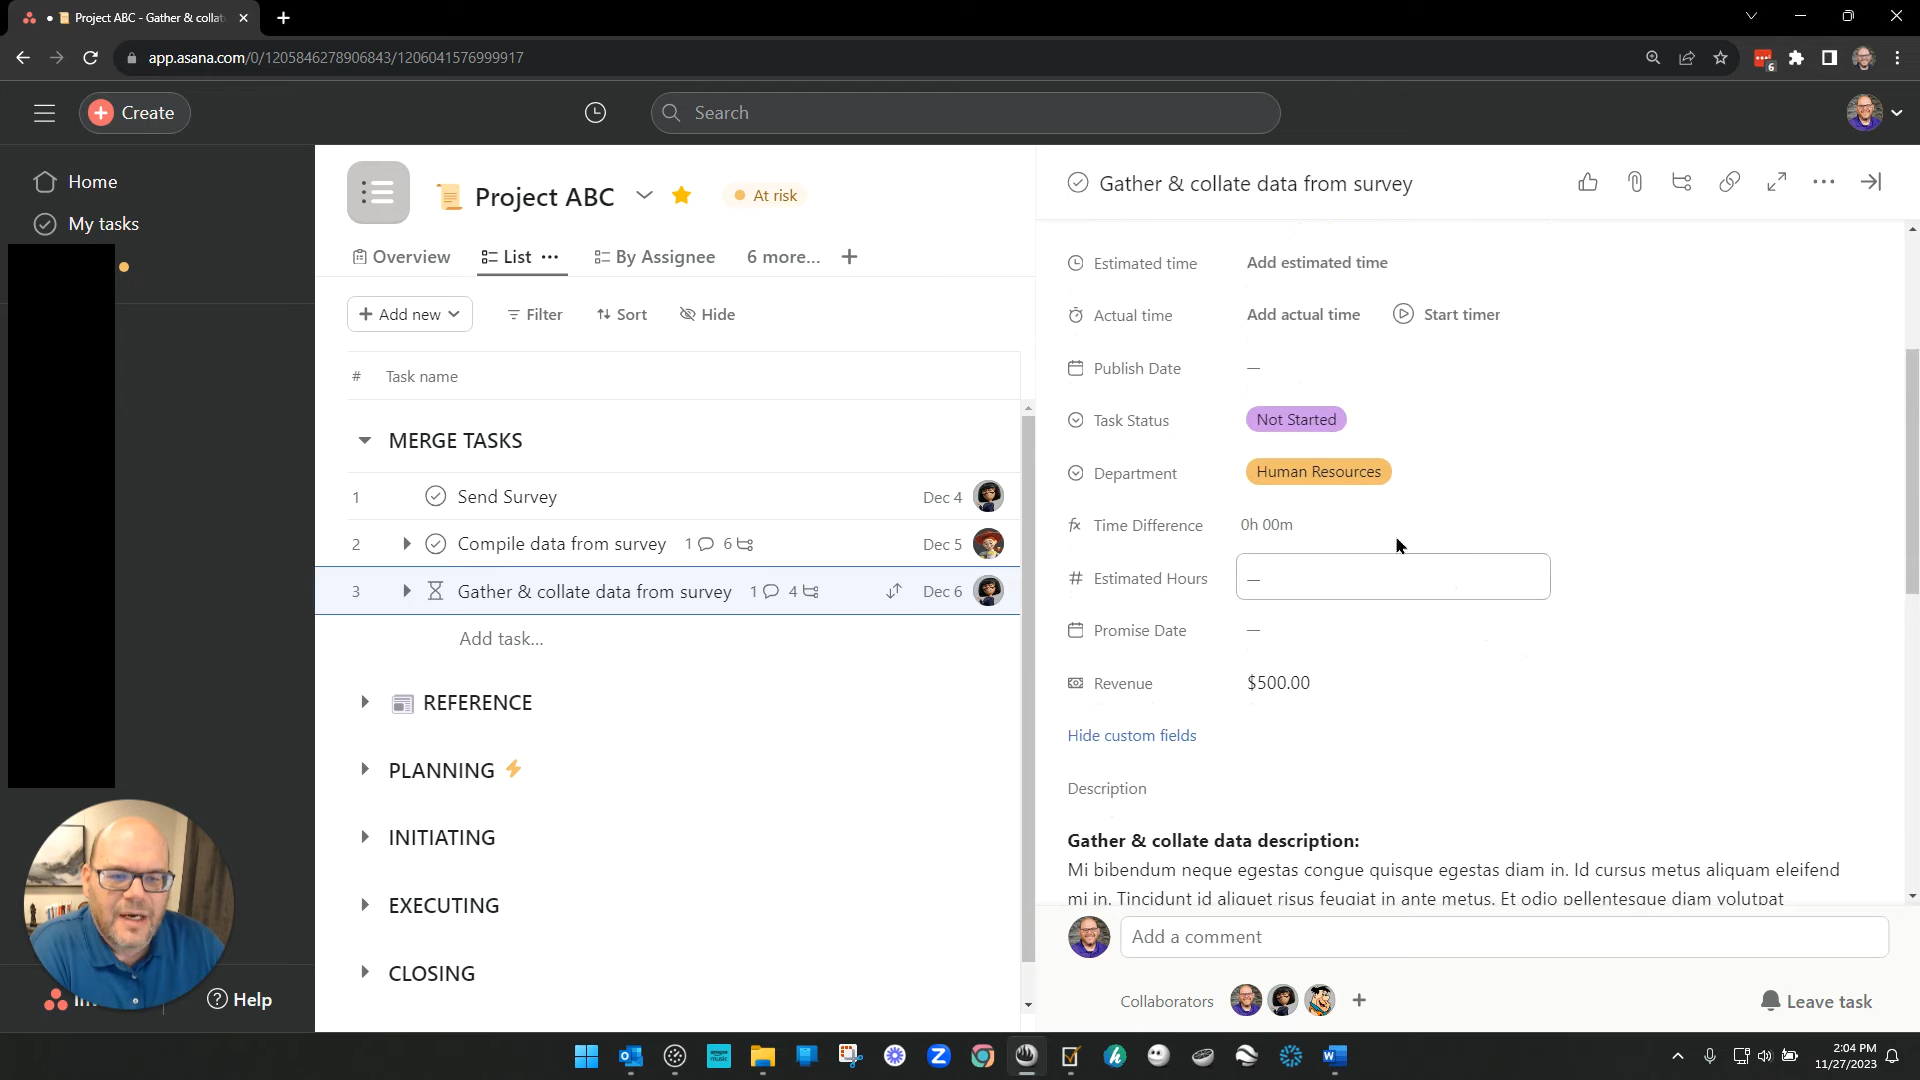 Project ABC - Gather & collat
app.asana.com/0/1205846278906843/1206041576999917
6
Create
Search
Home
My tasks
Help
Project ABC
At risk
Overview
List
By Assignee
6 more...
Add new
Filter
Sort
Hide
#
Task name
MERGE TASKS
1
Send Survey
Dec 4
2
Compile data from survey
1
6
Dec 5
3
Gather & collate data from survey
1
4
Dec 6
Add task...
REFERENCE
PLANNING
INITIATING
EXECUTING
CLOSING
Gather & collate data from survey
Estimated time
Add estimated time
Actual time
Add actual time
Start timer
Publish Date
—
Task Status
Not Started
Department
Human Resources
fx Time Difference
0h 00m
# Estimated Hours
—
Promise Date
—
Revenue
$500.00
Hide custom fields
Description
Gather & collate data description:
Mi bibendum neque egestas congue quisque egestas diam in. Id cursus metus aliquam eleifend
mi in. Tincidunt id aliquet risus feugiat in ante metus. Et odio pellentesque diam volutpat
Add a comment
Collaborators
Leave task
2:04 PM
11/27/2023